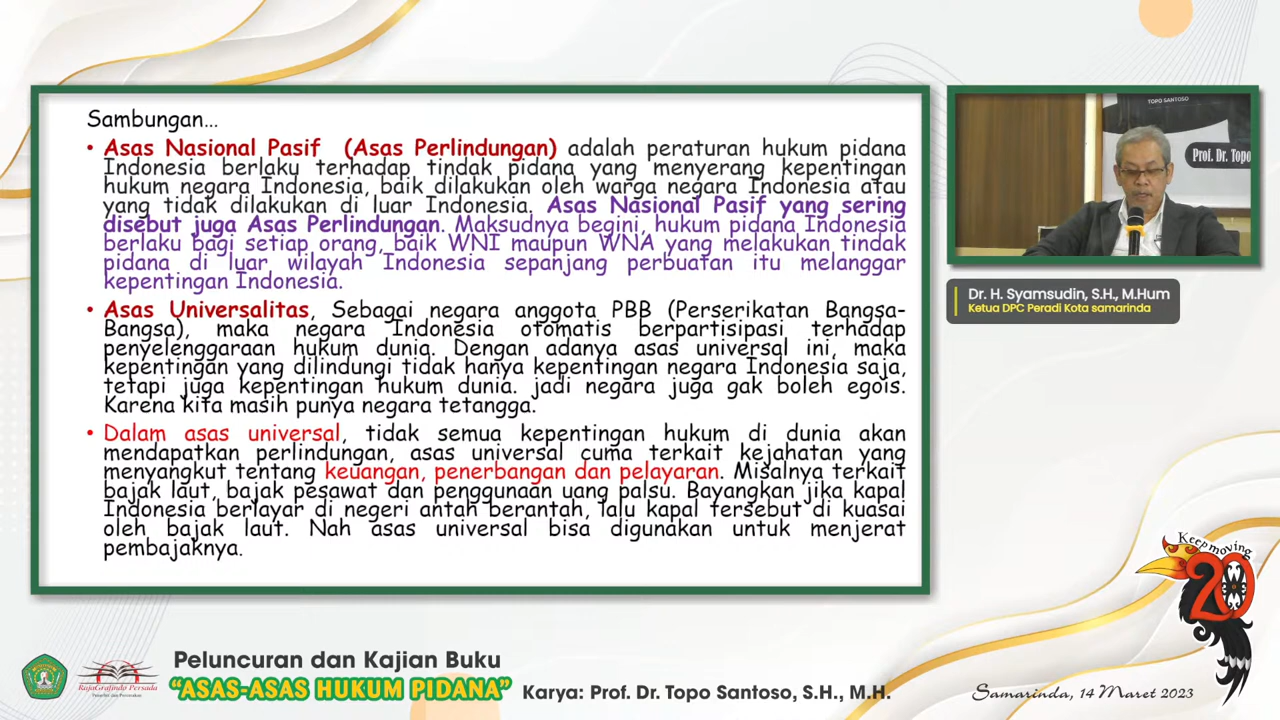 Sambungan...
• Asas Nasional Pasif (Asas Perlindungan) adalah peraturan hukum pidana
Indonesia berlaku terhadap tindak pidana yang menyerang kepentingan
hukum negara Indonesia, baik dilakukan oleh warga negara Indonesia atau
yang tidak dilakukan di luar Indonesia. Asas Nasional Pasif yang sering
disebut juga Asas Perlindungan. Maksudnya begini, hukum pidana Indonesia
berlaku bagi setiap orang, baik WNI maupun WNA yang melakukan tindak
pidana di luar wilayah Indonesia sepanjang perbuatan itu melanggar
kepentingan Indonesia.
• Asas Universalitas, Sebagai negara anggota PBB (Perserikatan Bangsa-
Bangsa), maka negara Indonesia otomatis berpartisipasi terhadap
penyelenggaraan hukum dunia. Dengan adanya asas universal ini, maka
kepentingan yang dilindungi tidak hanya kepentingan negara Indonesia saja,
tetapi juga kepentingan hukum dunia. jadi negara juga gak boleh egois.
Karena kita masih punya negara tetangga.
• Dalam asas universal, tidak semua kepentingan hukum di dunia akan
mendapatkan perlindungan, asas universal cuma terkait kejahatan yang
menyangkut tentang keuangan, penerbangan dan pelayaran. Misalnya terkait
bajak laut, bajak pesawat dan penggunaan uang palsu. Bayangkan jika kapal
Indonesia berlayar di negeri antah berantah, lalu kapal tersebut di kuasai
oleh bajak laut. Nah asas universal bisa digunakan untuk menjerat
pembajaknya.
TOPO SANTOSO
Prof. Dr. Topo
Dr. H. Syamsudin, S.H., M.Hum
Ketua DPC Peradi Kota samarinda
Keep moving
20
RajaGrafindo Persada
Peluncuran dan Kajian Buku
“ASAS-ASAS HUKUM PIDANA”
Karya: Prof. Dr. Topo Santoso, S.H., M.H.
Samarinda, 14 Maret 2023